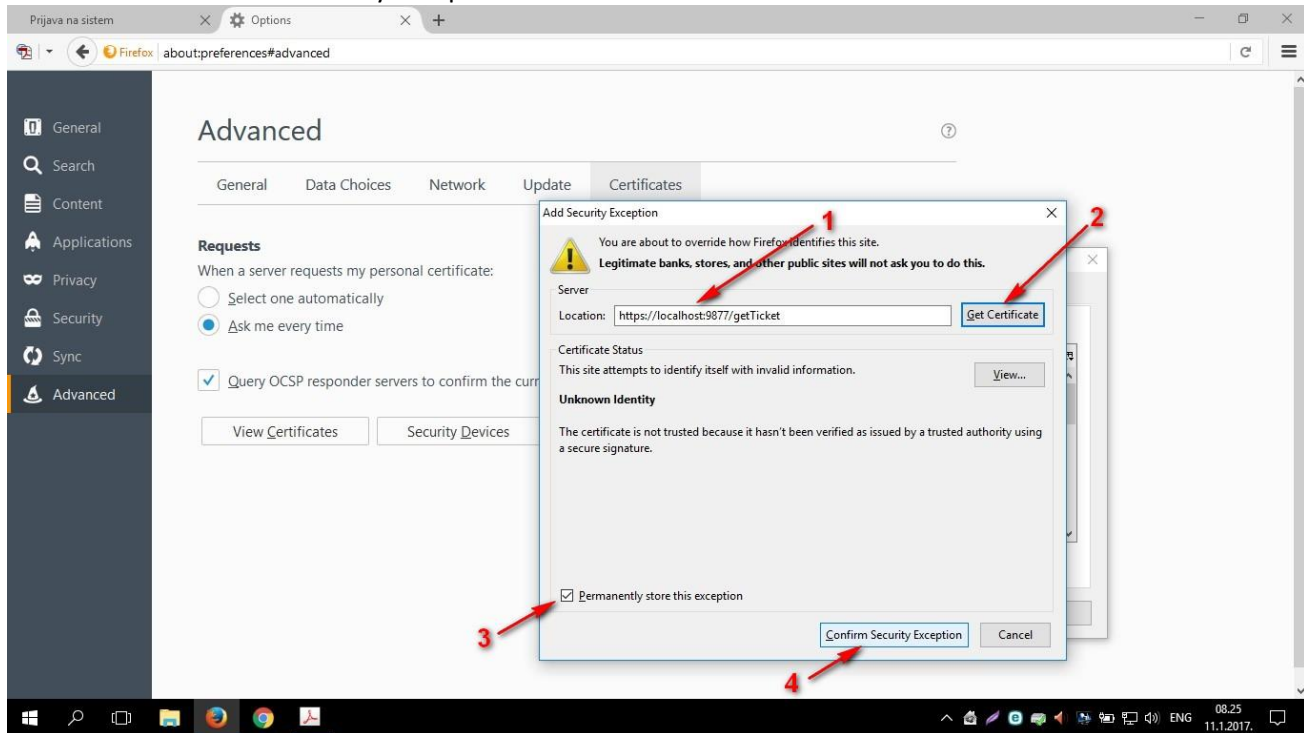 Prijava na sistem
Options
Firefox
about:preferences#advanced
General
Search
Content
Applications
Privacy
Security
Sync
Advanced
Advanced
General Data Choices Network Update Certificates
Requests
When a server requests my personal certificate:
Select one automatically
Ask me every time
Query OCSP responder servers to confirm the curr
View Certificates
Security Devices
Add Security Exception
1
2
You are about to override how Firefox identifies this site.
Legitimate banks, stores, and other public sites will not ask you to do this.
Server
Location: https://localhost:9877/getTicket
Get Certificate
Certificate Status
This site attempts to identify itself with invalid information.
View...
Unknown Identity
The certificate is not trusted because it hasn't been verified as issued by a trusted authority using
a secure signature.
Permanently store this exception
3
Confirm Security Exception
Cancel
4
ENG
08.25
11.1.2017.